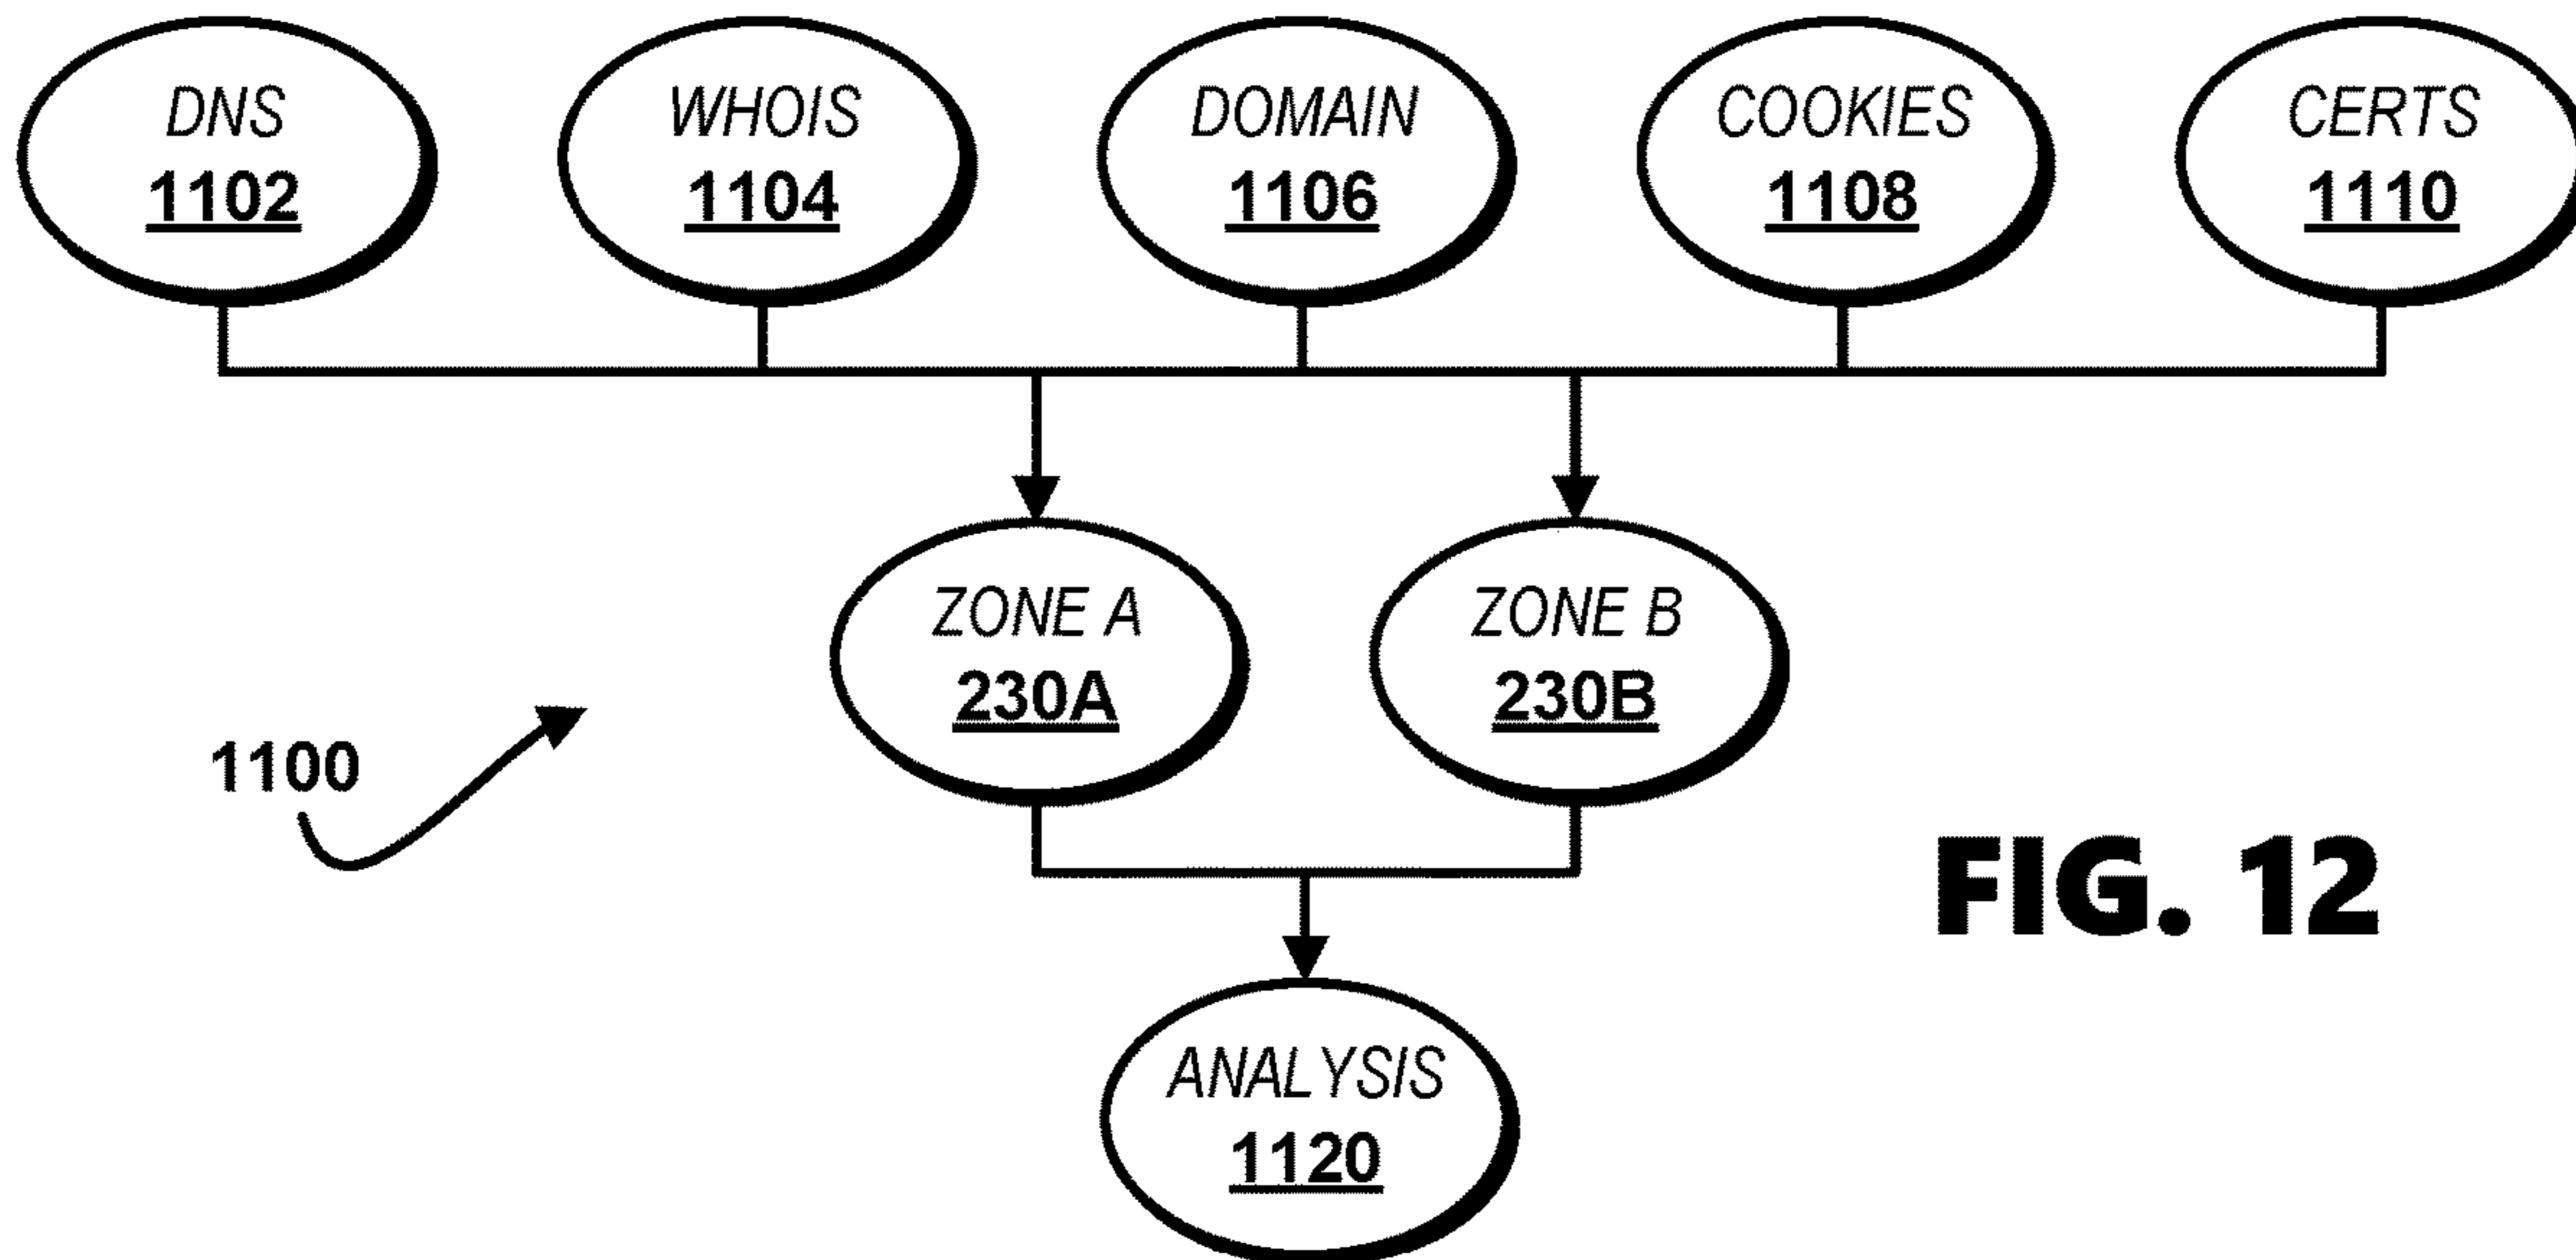 DNS
1102
WHOIS
1104
DOMAIN
1106
COOKIES
1108
CERTS
1110
ZONE A
230A
ZONE B
230B
1100
FIG. 12
ANALYSIS
1120